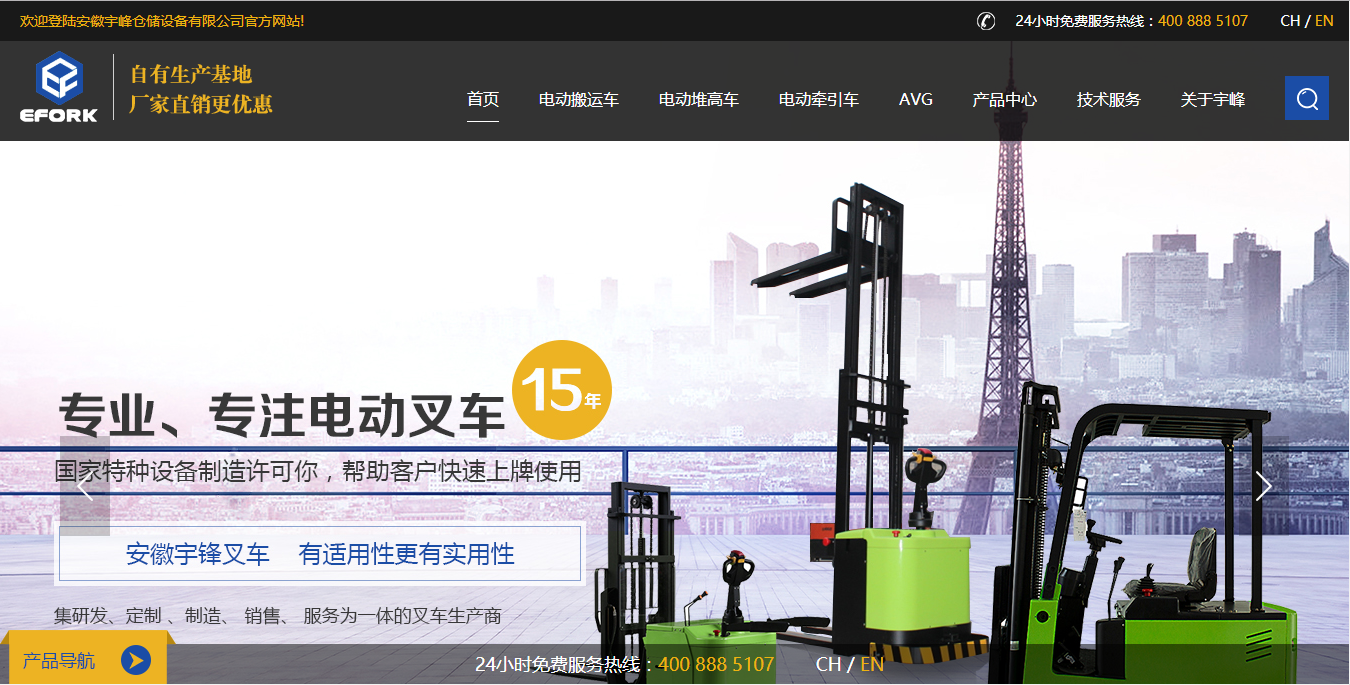 欢迎登陆安徽宇峰仓储设备有限公司官方网站!
24小时免费服务热线：400 888 5107 CH / EN
EFORK
自有生产基地
厂家直销更优惠
首页 电动搬运车 电动堆高车 电动牵引车 AVG 产品中心 技术服务 关于宇峰
专业、专注电动叉车 15年
国家特种设备制造许可你，帮助客户快速上牌使用
安徽宇锋叉车 有适用性更有实用性
集研发、定制 、制造、 销售、 服务为一体的叉车生产商
产品导航
24小时免费服务热线：400 888 5107 CH / EN